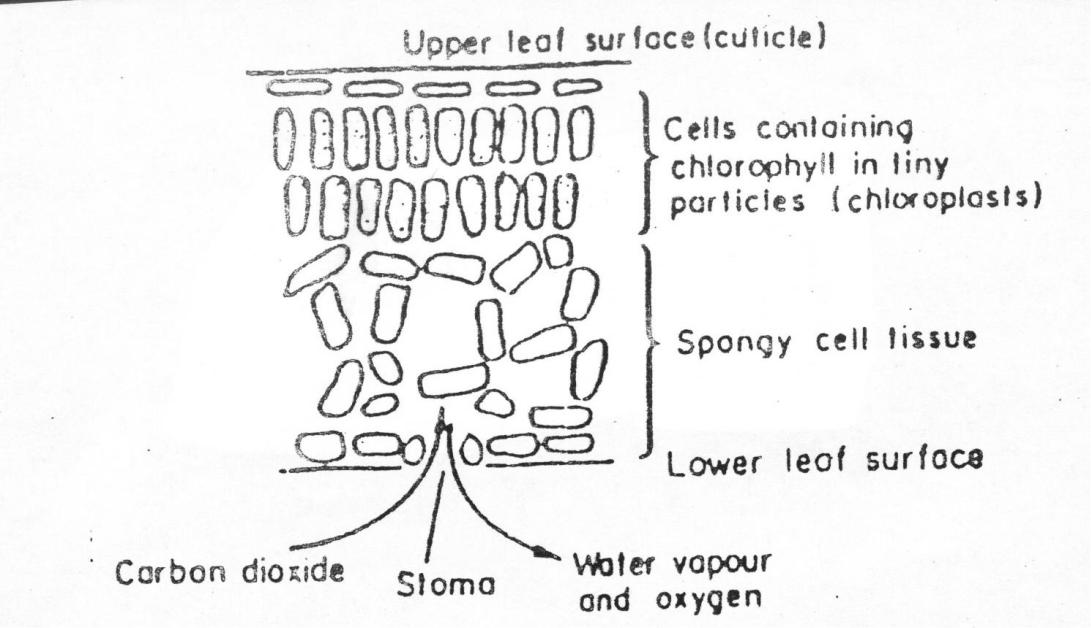 Upper leaf surface (cuticle)
Cells containing
chlorophyll in tiny
particles (chloroplasts)
Spongy cell tissue
Lower leaf surface
Carbon dioxide
Stoma
Water vapour
and oxygen